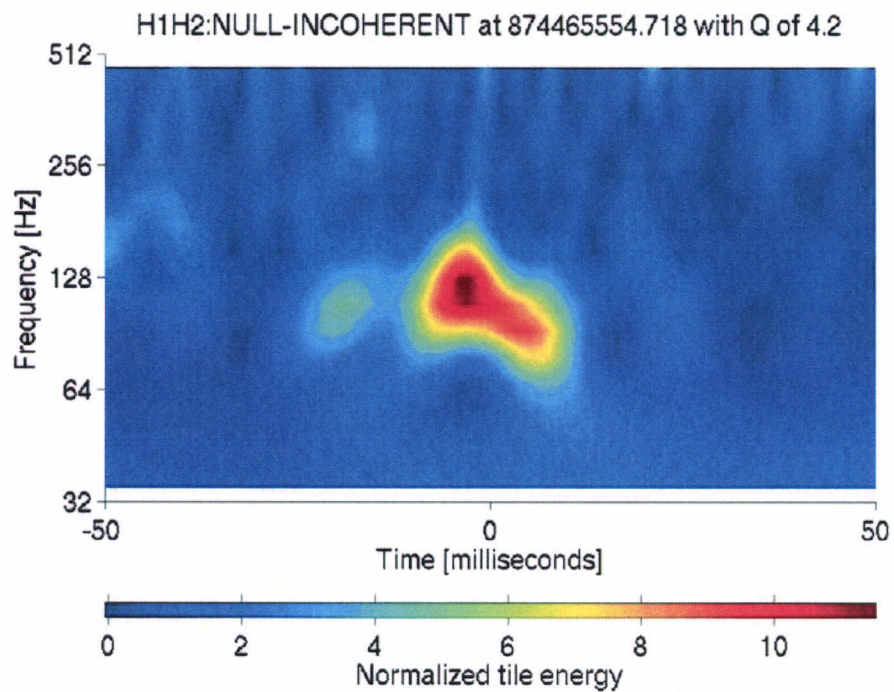 H1H2:NULL-INCOHERENT at 874465554.718 with Q of 4.2
512
256
128
64
32
Frequency [Hz]
-50 0 50
Time [milliseconds]
0 2 4 6 8 10
Normalized tile energy